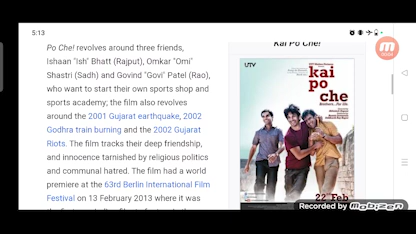 5:13
Po Che! revolves around three friends,
Ishaan "Ish" Bhatt (Rajput), Omkar "Omi"
Shastri (Sadh) and Govind "Govi" Patel (Rao),
who want to start their own sports shop and
sports academy; the film also revolves
around the 2001 Gujarat earthquake, 2002
Godhra train burning and the 2002 Gujarat
Riots. The film tracks their deep friendship,
and innocence tarnished by religious politics
and communal hatred. The film had a world
premiere at the 63rd Berlin International Film
Festival on 13 February 2013 where it was
Kai Po Che!
UTV
kai
po
che
22nd Feb
Recorded by MOBIZEN